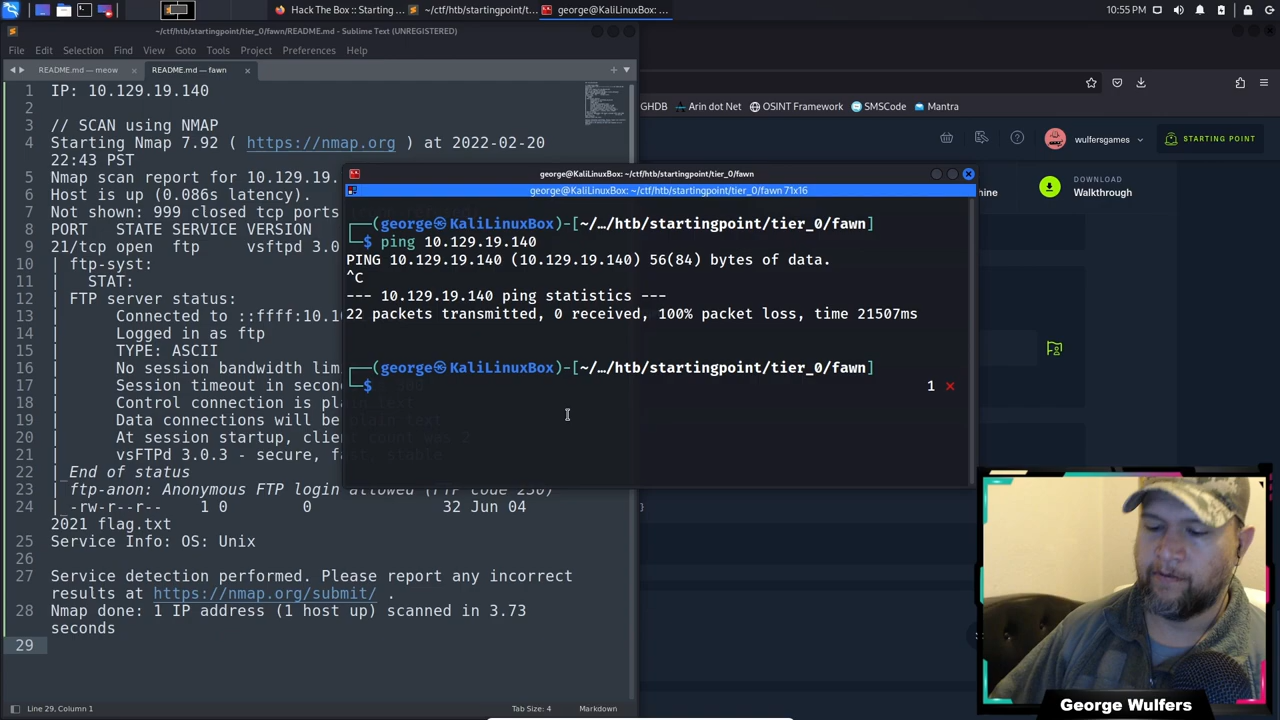 Hack The Box :: Starting ...
~/ctf/htb/startingpoint/t...
george@KaliLinuxBox: ...
10:55 PM
~/ctf/htb/startingpoint/tier_0/fawn/README.md - Sublime Text (UNREGISTERED)
File Edit Selection Find View Goto Tools Project Preferences Help
README.md — meow
README.md — fawn
1 IP: 10.129.19.140
2
3 // SCAN using NMAP
4 Starting Nmap 7.92 ( https://nmap.org ) at 2022-02-20
22:43 PST
5 Nmap scan report for 10.129.19.
6 Host is up (0.086s latency).
7 Not shown: 999 closed tcp ports
8 PORT STATE SERVICE VERSION
9 21/tcp open ftp vsftpd 3.0
10 | ftp-syst:
11 | STAT:
12 | FTP server status:
13 | Connected to ::ffff:10.10
14 | Logged in as ftp
15 | TYPE: ASCII
16 | No session bandwidth lim
17 | Session timeout in secon
18 | Control connection is plain text
19 | Data connections will be plain text
20 | At session startup, client count was 2
21 | vsFTPd 3.0.3 - secure, fast, stable
22 |_End of status
23 | ftp-anon: Anonymous FTP login allowed (FTP code 230)
24 |_-rw-r--r-- 1 0 0 32 Jun 04
2021 flag.txt
25 Service Info: OS: Unix
26
27 Service detection performed. Please report any incorrect
results at https://nmap.org/submit/ .
28 Nmap done: 1 IP address (1 host up) scanned in 3.73
seconds
29
Line 29, Column 1
Tab Size: 4
Markdown
george@KaliLinuxBox: ~/ctf/htb/startingpoint/tier_0/fawn
george@KaliLinuxBox: ~/ctf/htb/startingpoint/tier_0/fawn 71x16
┌──(george㉿KaliLinuxBox)-[~/…/htb/startingpoint/tier_0/fawn]
└─$ ping 10.129.19.140
PING 10.129.19.140 (10.129.19.140) 56(84) bytes of data.
^C
--- 10.129.19.140 ping statistics ---
22 packets transmitted, 0 received, 100% packet loss, time 21507ms
┌──(george㉿KaliLinuxBox)-[~/…/htb/startingpoint/tier_0/fawn]
└─$ 1 ⨯
GHDB Arin dot Net OSINT Framework SMSCode Mantra
wulfersgames
STARTING POINT
hine
DOWNLOAD
Walkthrough
}
George Wulfers